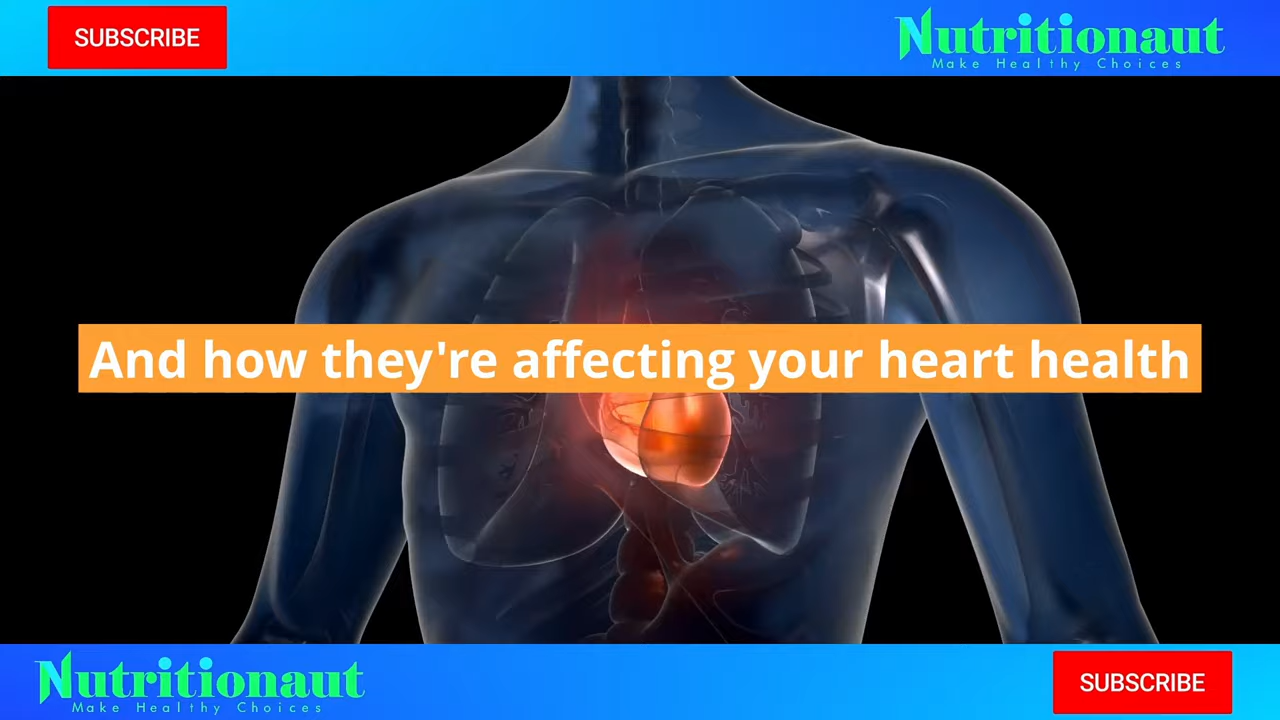 SUBSCRIBE
Nutritionaut
Make Healthy Choices
And how they're affecting your heart health
Nutritionaut
Make Healthy Choices
SUBSCRIBE